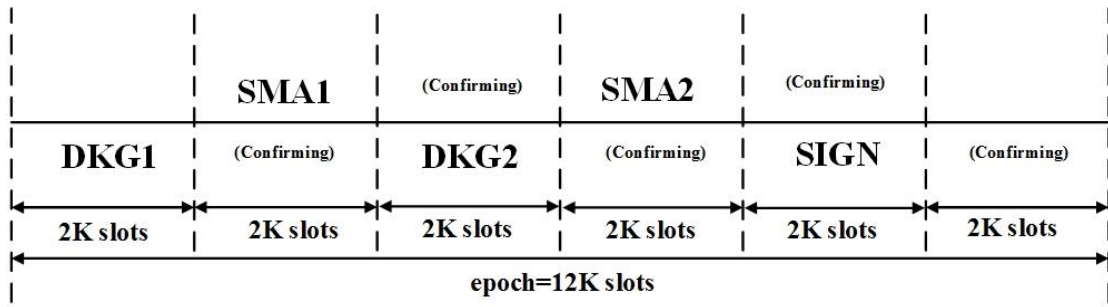 SMA1 (Confirming) SMA2 (Confirming)
DKG1 (Confirming) DKG2 (Confirming) SIGN (Confirming)
2K slots 2K slots 2K slots 2K slots 2K slots 2K slots
epoch=12K slots